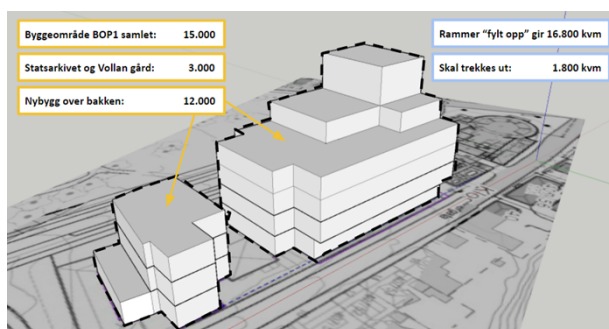 Byggeområde BOP1 samlet: 15.000
Statsarkivet og Vollan gård: 3.000
Nybygg over bakken: 12.000
Rammer “fylt opp” gir 16.800 kvm
Skal trekkes ut: 1.800 kvm